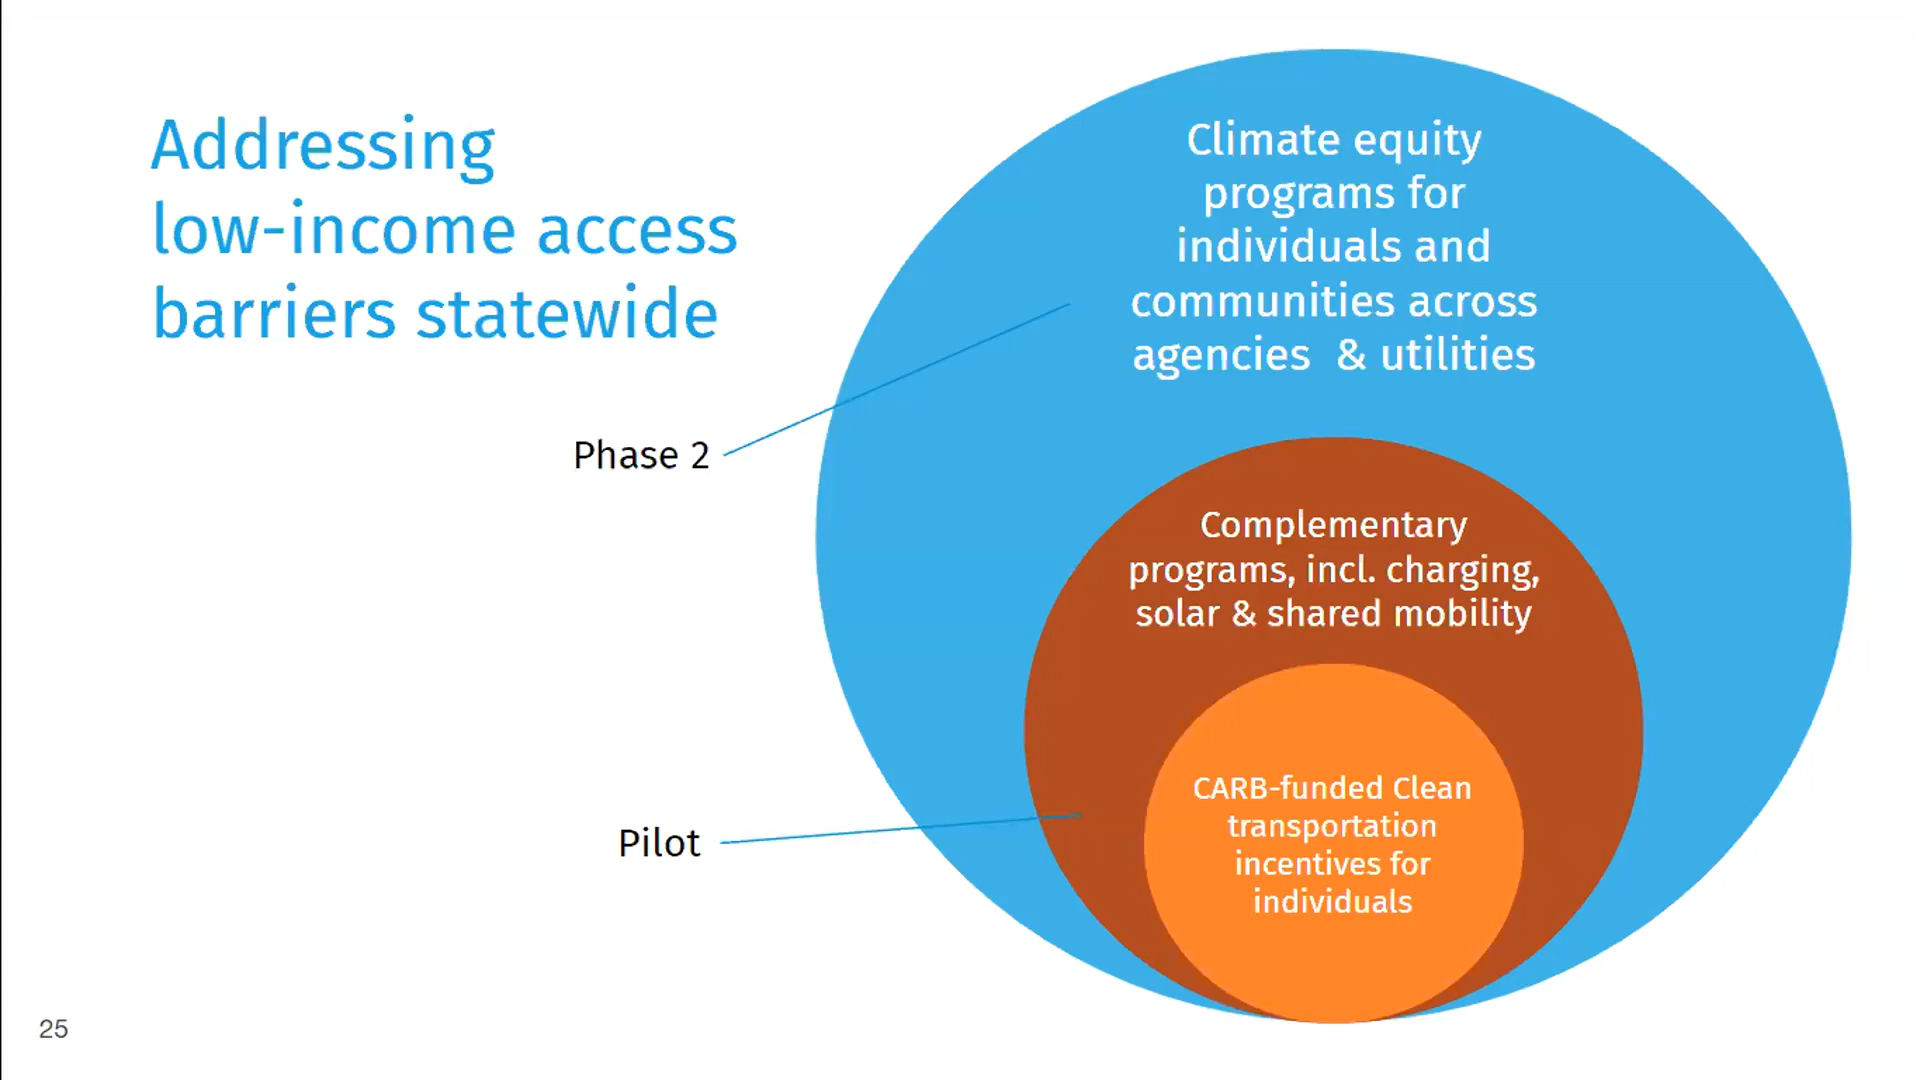 Addressing
low-income access
barriers statewide
Climate equity
programs for
individuals and
communities across
agencies & utilities
Phase 2
Complementary
programs, incl. charging,
solar & shared mobility
Pilot
CARB-funded Clean
transportation
incentives for
individuals
25